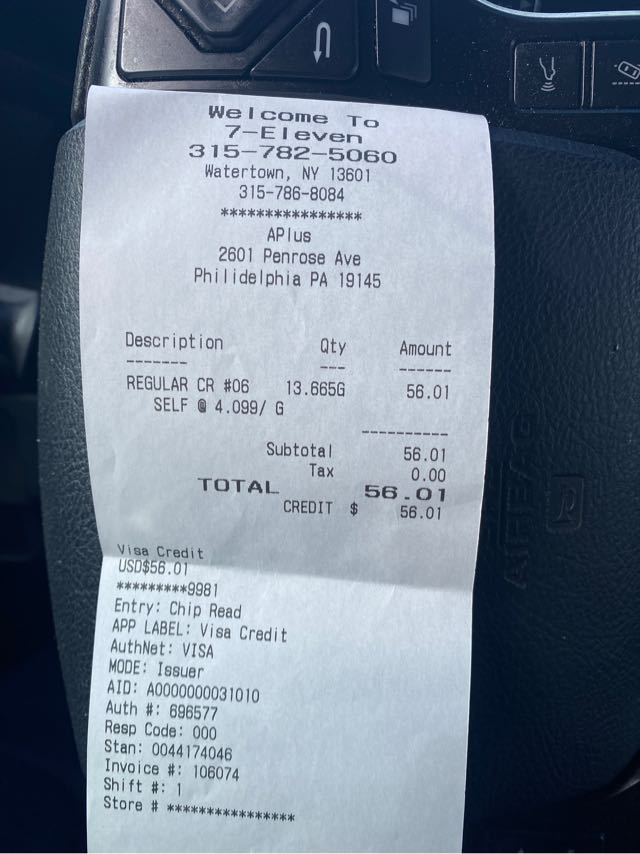 Welcome To
7-Eleven
315-782-5060
Watertown, NY 13601
315-786-8084
****************
APlus
2601 Penrose Ave
Philidelphia PA 19145
Description Qty Amount
------- --- ------
REGULAR CR #06 13.665G 56.01
SELF @ 4.099/ G
----------
Subtotal 56.01
Tax 0.00
TOTAL 56.01
CREDIT $ 56.01
Visa Credit
USD$56.01
*********9981
Entry: Chip Read
APP LABEL: Visa Credit
AuthNet: VISA
MODE: Issuer
AID: A0000000031010
Auth #: 696577
Resp Code: 000
Stan: 0044174046
Invoice #: 106074
Shift #: 1
Store # ****************